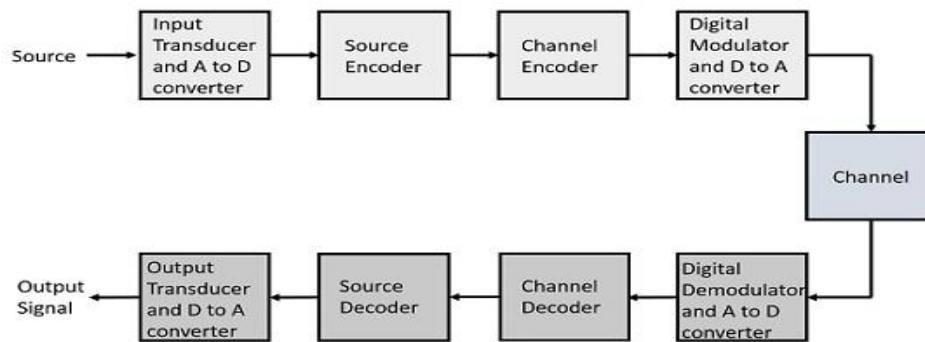 Source
Input
Transducer
and A to D
converter
Source
Encoder
Channel
Encoder
Digital
Modulator
and D to A
converter
Channel
Digital
Demodulator
and A to D
converter
Channel
Decoder
Source
Decoder
Output
Transducer
and D to A
converter
Output
Signal